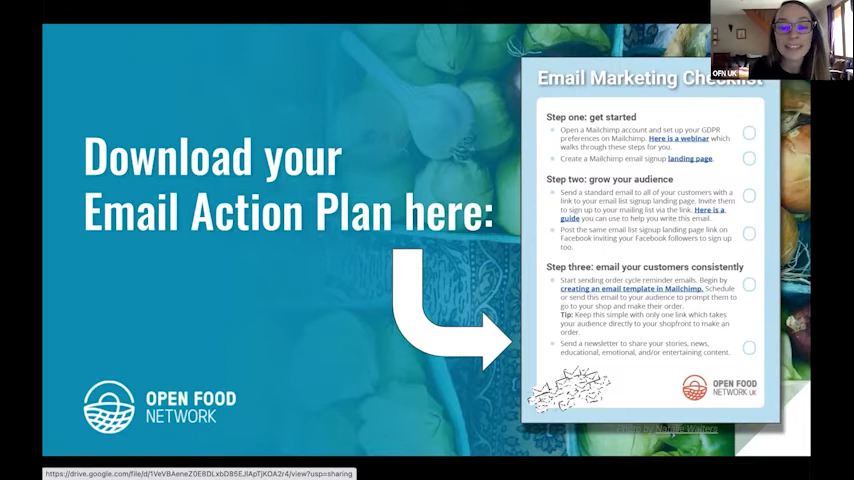 OFN UK
Email Marketing Checklist
Download your
Email Action Plan here:
Step one: get started
Open a Mailchimp account and set up your GDPR
preferences on Mailchimp. Here is a webinar which
walks through these steps for you.
Create a Mailchimp email signup landing page.
Step two: grow your audience
Send a standard email to all of your customers with a
link to your email list signup landing page. Invite them
to sign up to your mailing list via the link. Here is a
guide you can use to help you write this email.
Post the same email list signup landing page link on
Facebook inviting your Facebook followers to sign up
too.
Step three: email your customers consistently
Start sending order cycle reminder emails. Begin by
creating an email template in Mailchimp. Schedule
or send this email to your audience to prompt them to
go to your shop and make their order.
Tip: Keep this simple with only one link which takes
your audience directly to your shopfront to make an
order.
Send a newsletter to share your stories, news,
educational, emotional, and/or entertaining content.
OPEN FOOD
NETWORK UK
OPEN FOOD
NETWORK